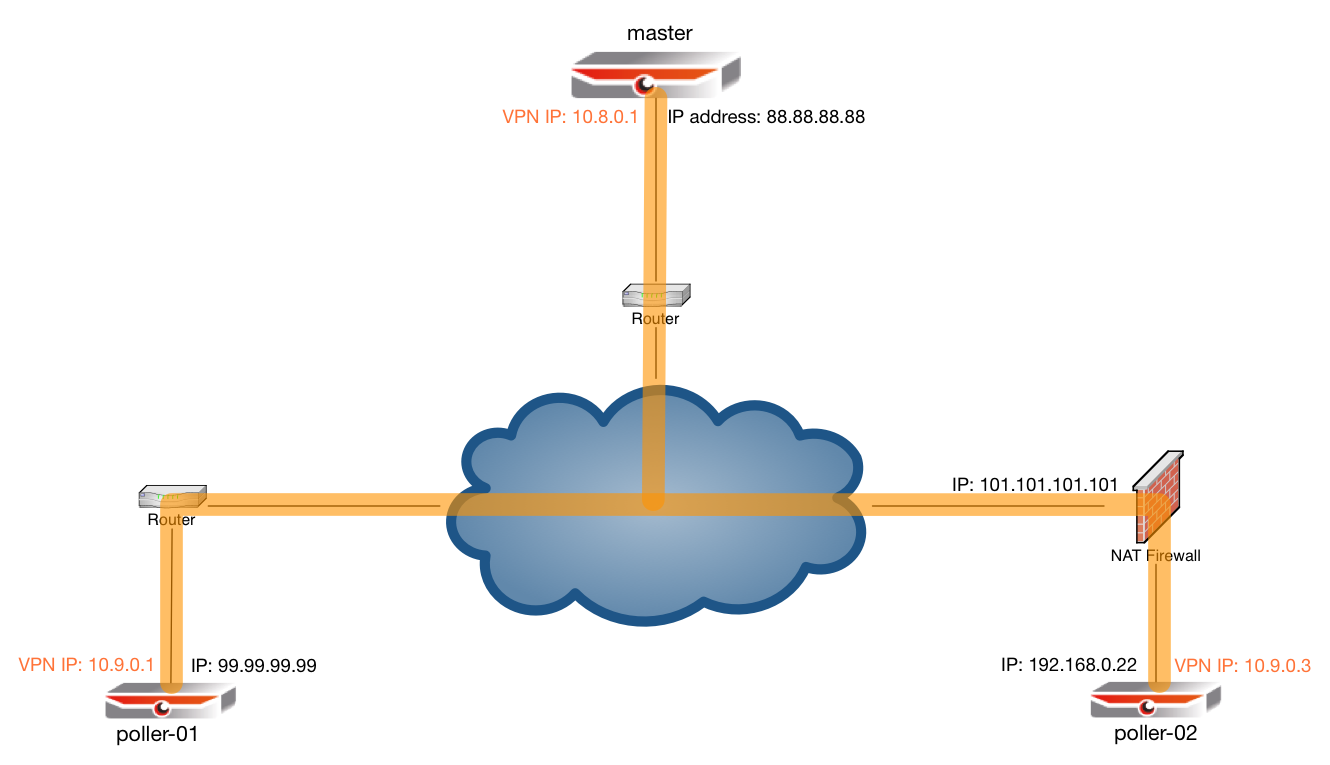 master
VPN IP: 10.8.0.1
IP address: 88.88.88.88
Router
IP: 101.101.101.101
Router
NAT Firewall
VPN IP: 10.9.0.1
IP: 99.99.99.99
IP: 192.168.0.22
VPN IP: 10.9.0.3
poller-01
poller-02